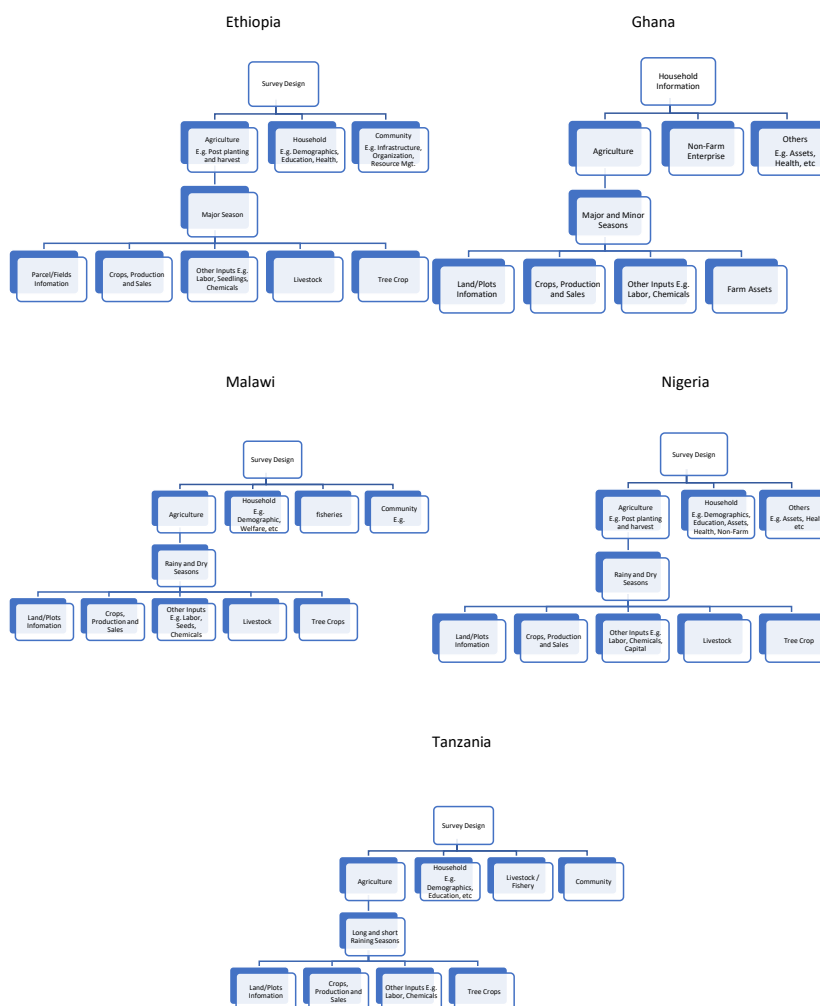 Ethiopia
Survey Design
Agriculture
E.g. Post planting
and harvest
Household
E.g. Demographics,
Education, Health,
Community
E.g. Infrastructure,
Organization,
Resource Mgt.
Major Season
Parcel/Fields
Infomation
Crops, Production
and Sales
Other Inputs E.g.
Labor, Seedlings,
Chemicals
Livestock
Tree Crop
Ghana
Household
Information
Agriculture
Non-Farm
Enterprise
Others
E.g. Assets,
Health, etc
Major and Minor
Seasons
Land/Plots
Infomation
Crops, Production
and Sales
Other Inputs E.g.
Labor, Chemicals
Farm Assets
Malawi
Survey Design
Agriculture
Household
E.g.
Demographic,
Welfare, etc
fisheries
Community
E.g.
Rainy and Dry
Seasons
Land/Plots
Infomation
Crops,
Production and
Sales
Other Inputs
E.g. Labor,
Seeds,
Chemicals
Livestock
Tree Crops
Nigeria
Survey Design
Agriculture
E.g. Post planting
and harvest
Household
E.g. Demographics,
Education, Assets,
Health, Non-Farm
Others
E.g. Assets, Health,
etc
Rainy and Dry
Seasons
Land/Plots
Infomation
Crops, Production
and Sales
Other Inputs E.g.
Labor, Chemicals,
Capital
Livestock
Tree Crop
Tanzania
Survey Design
Agriculture
Household
E.g.
Demographics,
Education, etc
Livestock /
Fishery
Community
Long and short
Raining Seasons
Land/Plots
Infomation
Crops,
Production and
Sales
Other Inputs E.g.
Labor, Chemicals
Tree Crops